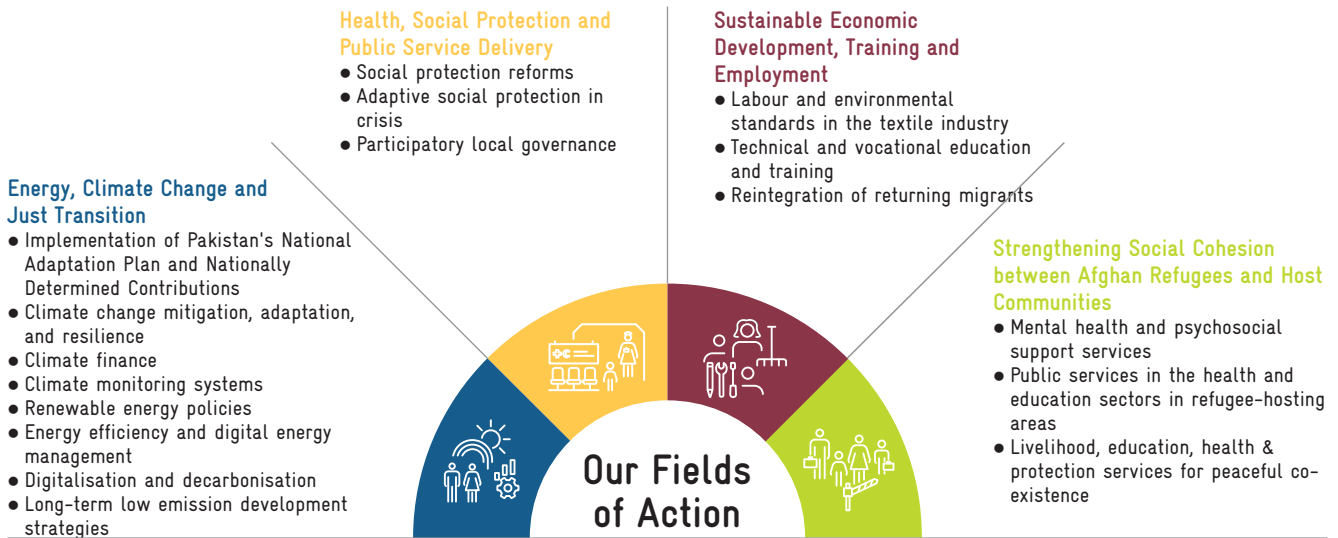 Health, Social Protection and
Public Service Delivery
● Social protection reforms
● Adaptive social protection in
crisis
● Participatory local governance
Sustainable Economic
Development, Training and
Employment
● Labour and environmental
standards in the textile industry
● Technical and vocational education
and training
● Reintegration of returning migrants
Energy, Climate Change and
Just Transition
● Implementation of Pakistan's National
Adaptation Plan and Nationally
Determined Contributions
● Climate change mitigation, adaptation,
and resilience
● Climate finance
● Climate monitoring systems
● Renewable energy policies
● Energy efficiency and digital energy
management
● Digitalisation and decarbonisation
● Long-term low emission development
strategies
Strengthening Social Cohesion
between Afghan Refugees and Host
Communities
● Mental health and psychosocial
support services
● Public services in the health and
education sectors in refugee-hosting
areas
● Livelihood, education, health &
protection services for peaceful co-
existence
Our Fields
of Action